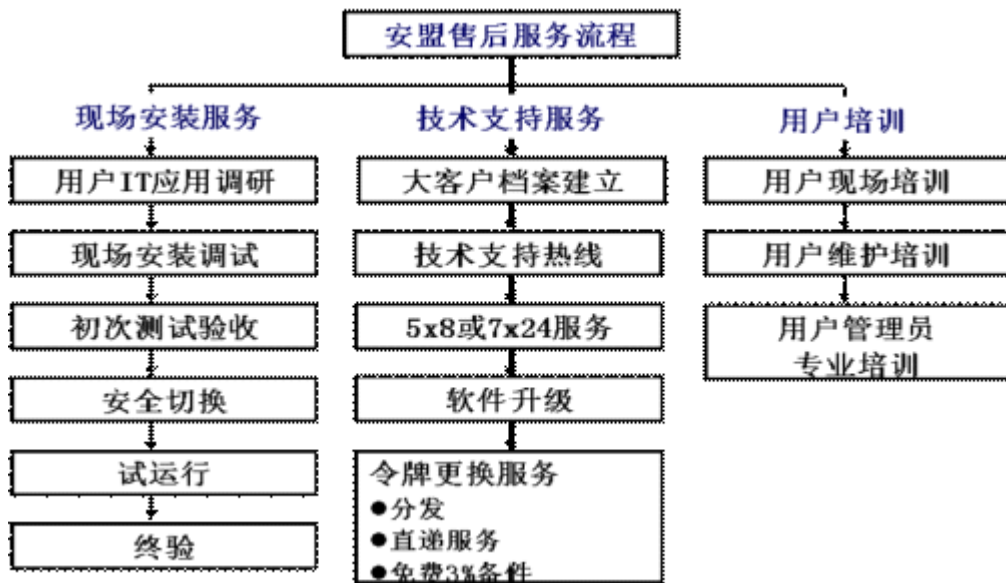 安盟售后服务流程
现场安装服务
用户IT应用调研
现场安装调试
初次测试验收
安全切换
试运行
终验
技术支持服务
大客户档案建立
技术支持热线
5x8或7x24服务
软件升级
令牌更换服务
●分发
●直递服务
●免费3%备件
用户培训
用户现场培训
用户维护培训
用户管理员
专业培训